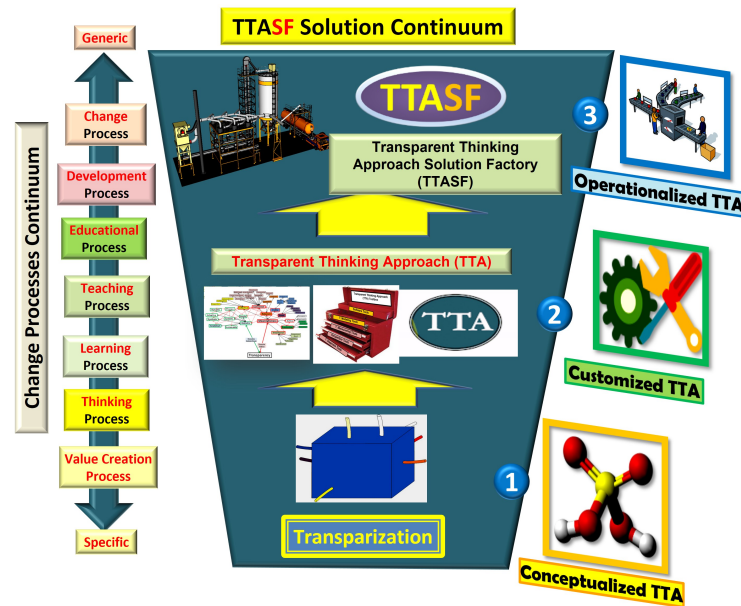 TTASF Solution Continuum
Generic
Change
Process
Development
Process
Educational
Process
Teaching
Process
Learning
Process
Thinking
Process
Value Creation
Process
Specific
Change Processes Continuum
TTASF
Transparent Thinking
Approach Solution Factory
(TTASF)
Transparent Thinking Approach (TTA)
TTA
Transparization
3
Operationalized TTA
2
Customized TTA
1
Conceptualized TTA